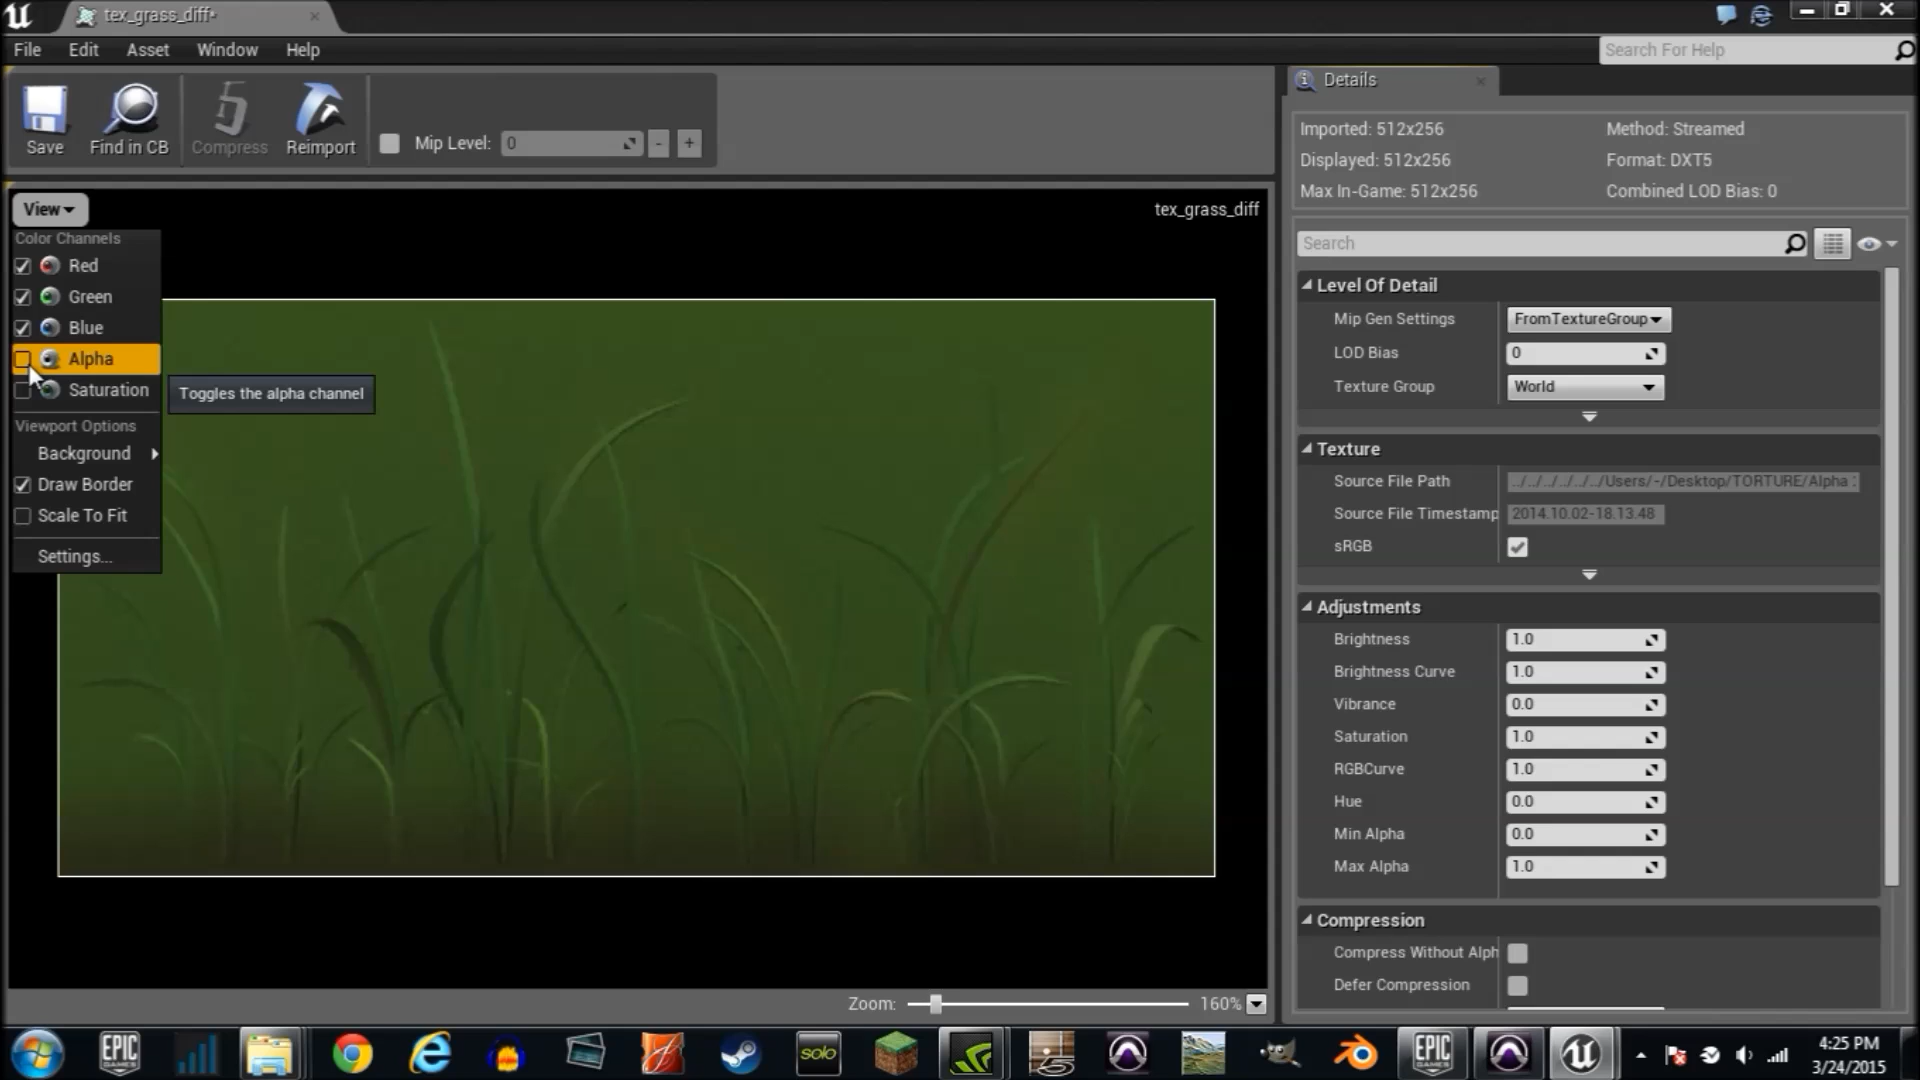 tex_grass_diff*
File Edit Asset Window Help
Search For Help
Save Find in CB Compress Reimport Mip Level: 0 - +
Details
Imported: 512x256 Method: Streamed
Displayed: 512x256 Format: DXT5
Max In-Game: 512x256 Combined LOD Bias: 0
View
tex_grass_diff
Color Channels
Red
Green
Blue
Alpha
Saturation
Toggles the alpha channel
Viewport Options
Background
Draw Border
Scale To Fit
Settings...
Search
Level Of Detail
Mip Gen Settings FromTextureGroup
LOD Bias 0
Texture Group World
Texture
Source File Path ../../../../../../Users/-/Desktop/TORTURE/Alpha
Source File Timestamp 2014.10.02-18.13.48
sRGB
Adjustments
Brightness 1.0
Brightness Curve 1.0
Vibrance 0.0
Saturation 1.0
RGBCurve 1.0
Hue 0.0
Min Alpha 0.0
Max Alpha 1.0
Compression
Compress Without Alph
Defer Compression
Zoom: 160%
EPIC GAMES
solo
EPIC GAMES
4:25 PM
3/24/2015